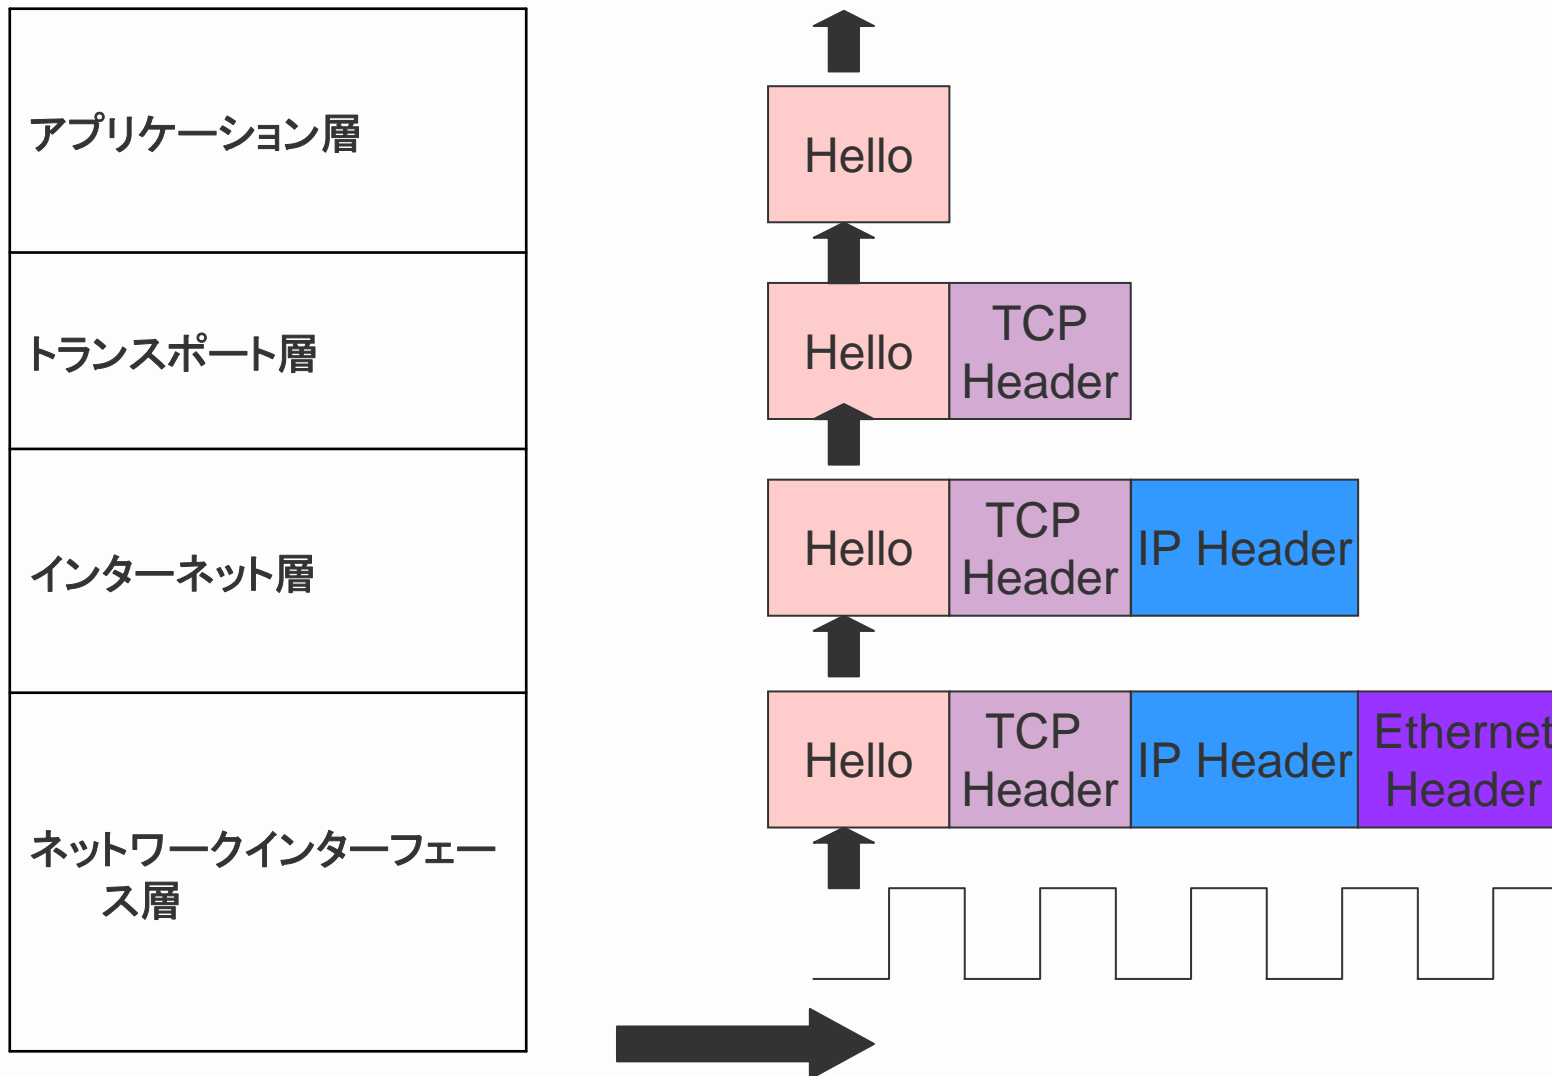 アプリケーション層
Hello
トランスポート層
Hello
TCP
Header
インターネット層
Hello
TCP
Header
IP Header
ネットワークインターフェー
ス層
Hello
TCP
Header
IP Header
Ethernet
Header